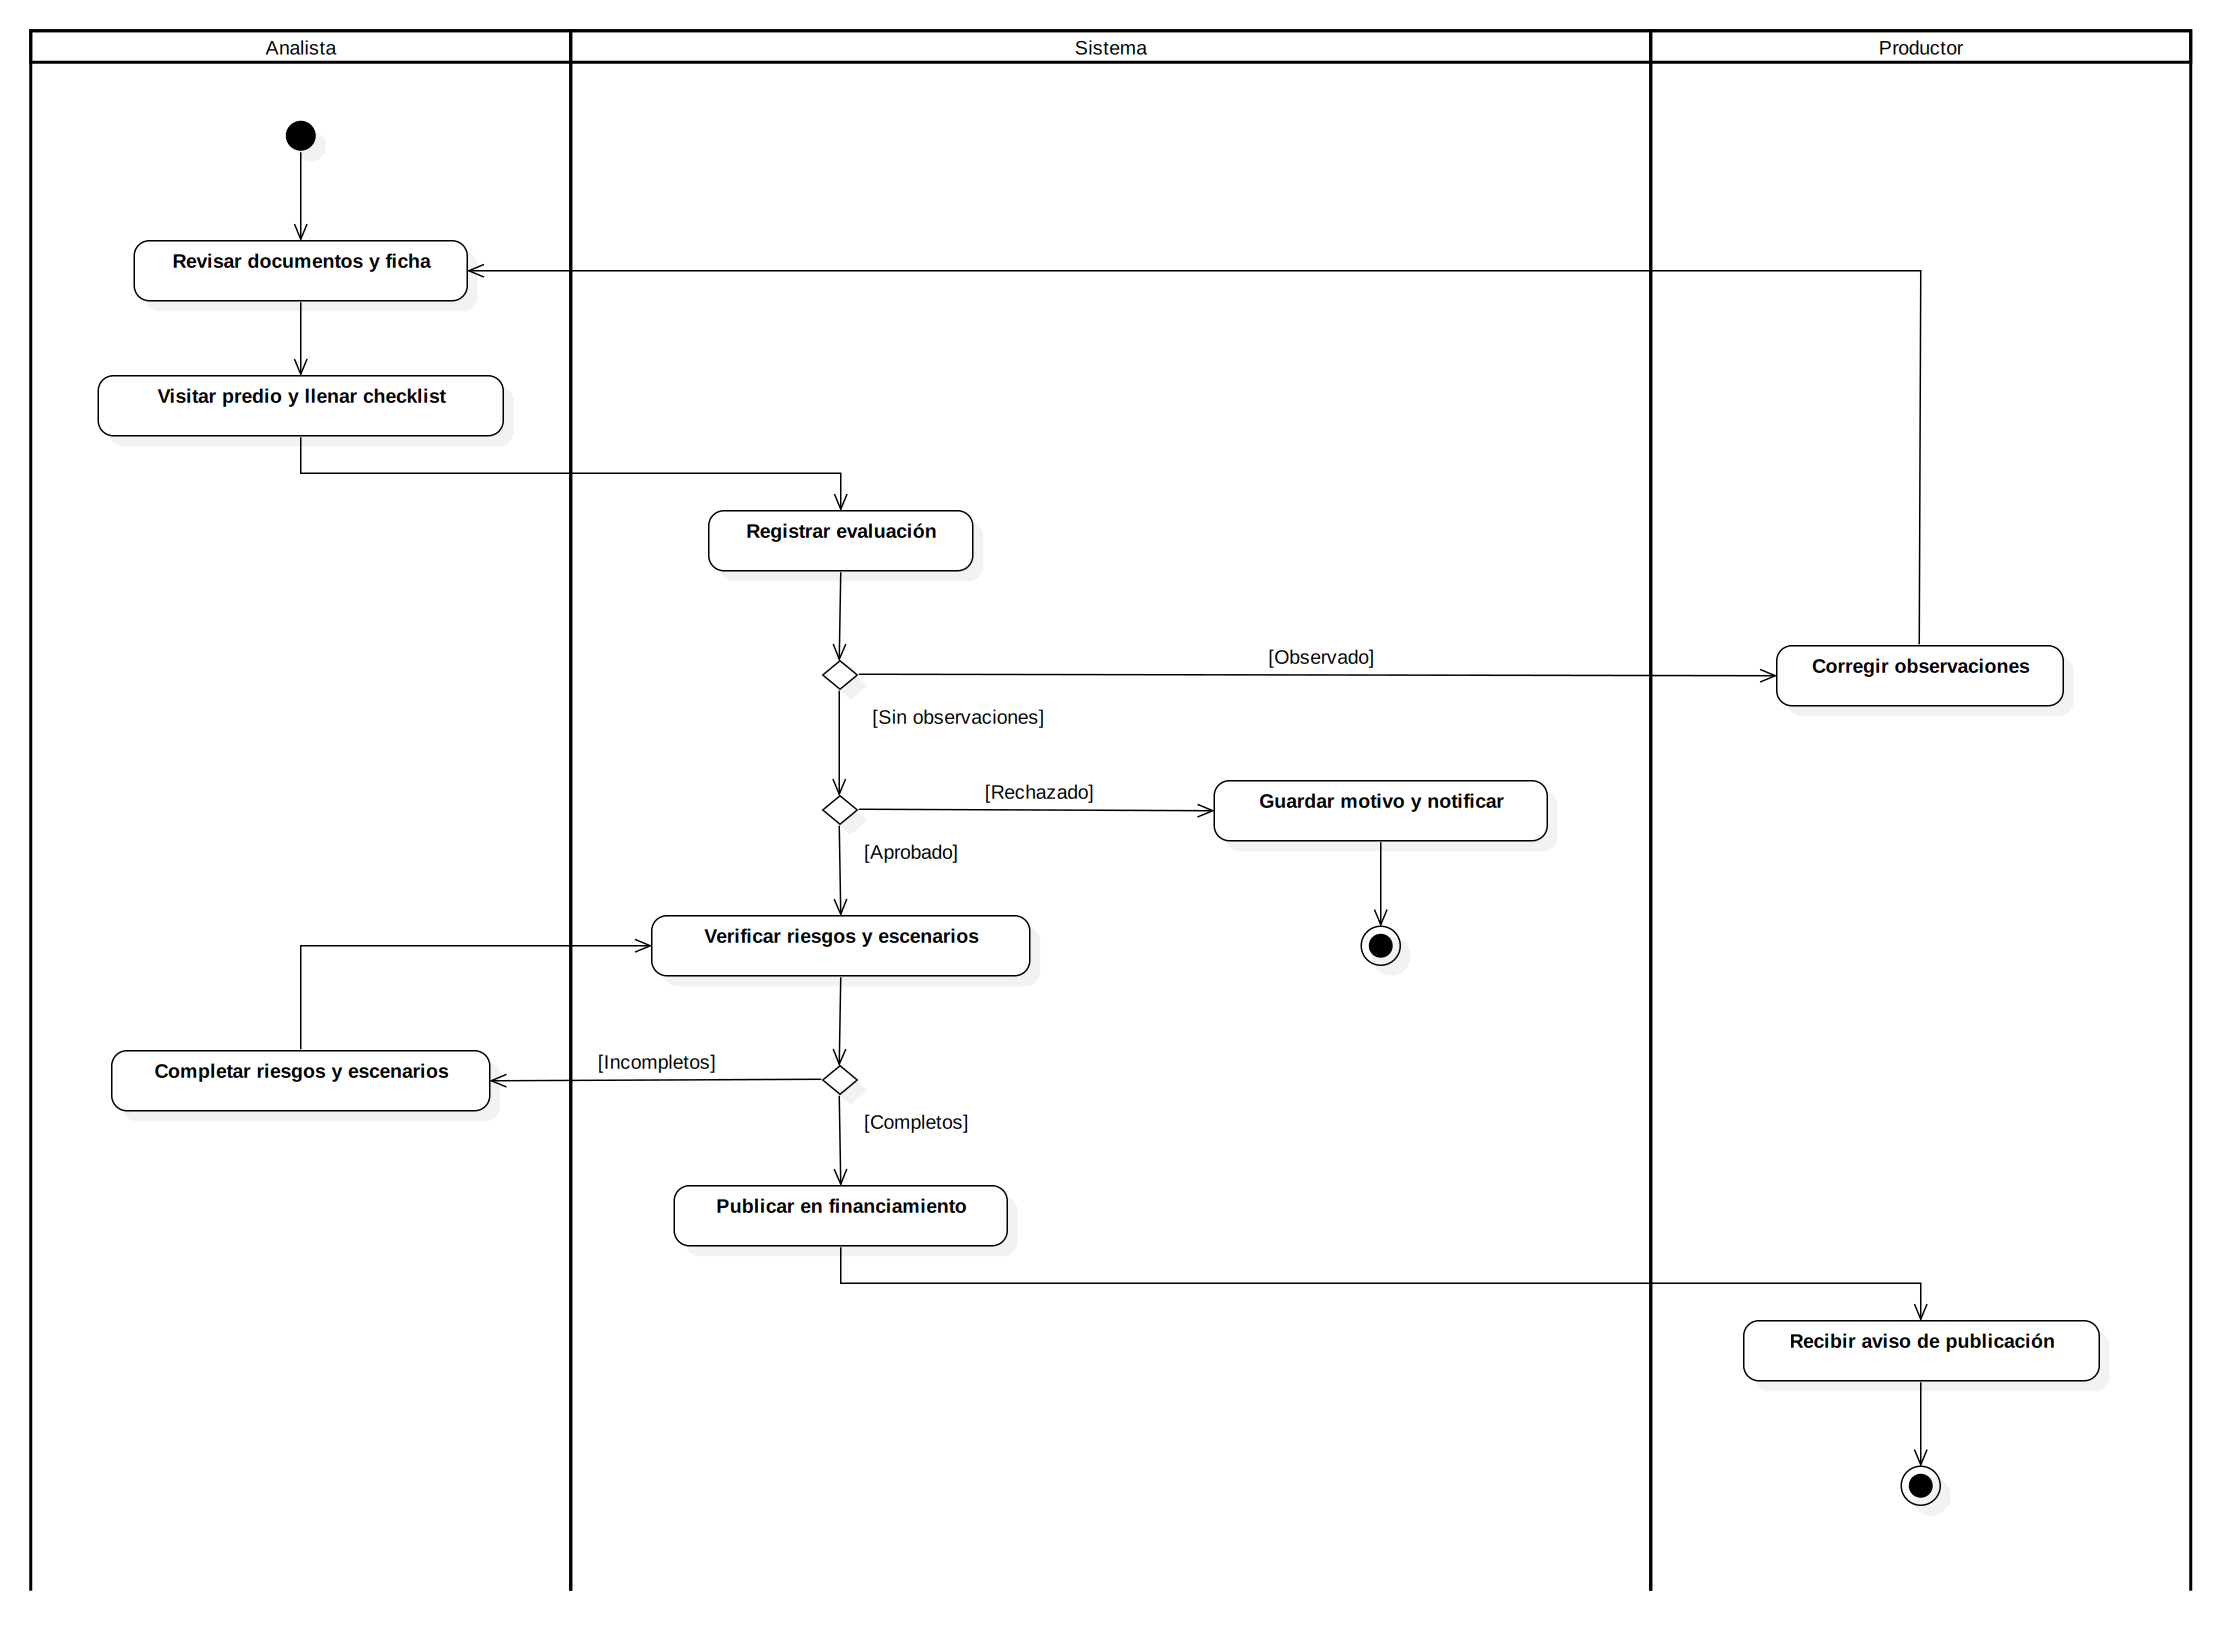 Analista
Sistema
Productor
Revisar documentos y ficha
Visitar predio y llenar checklist
Registrar evaluación
[Observado]
Corregir observaciones
[Sin observaciones]
[Rechazado]
Guardar motivo y notificar
[Aprobado]
Verificar riesgos y escenarios
[Incompletos]
Completar riesgos y escenarios
[Completos]
Publicar en financiamiento
Recibir aviso de publicación